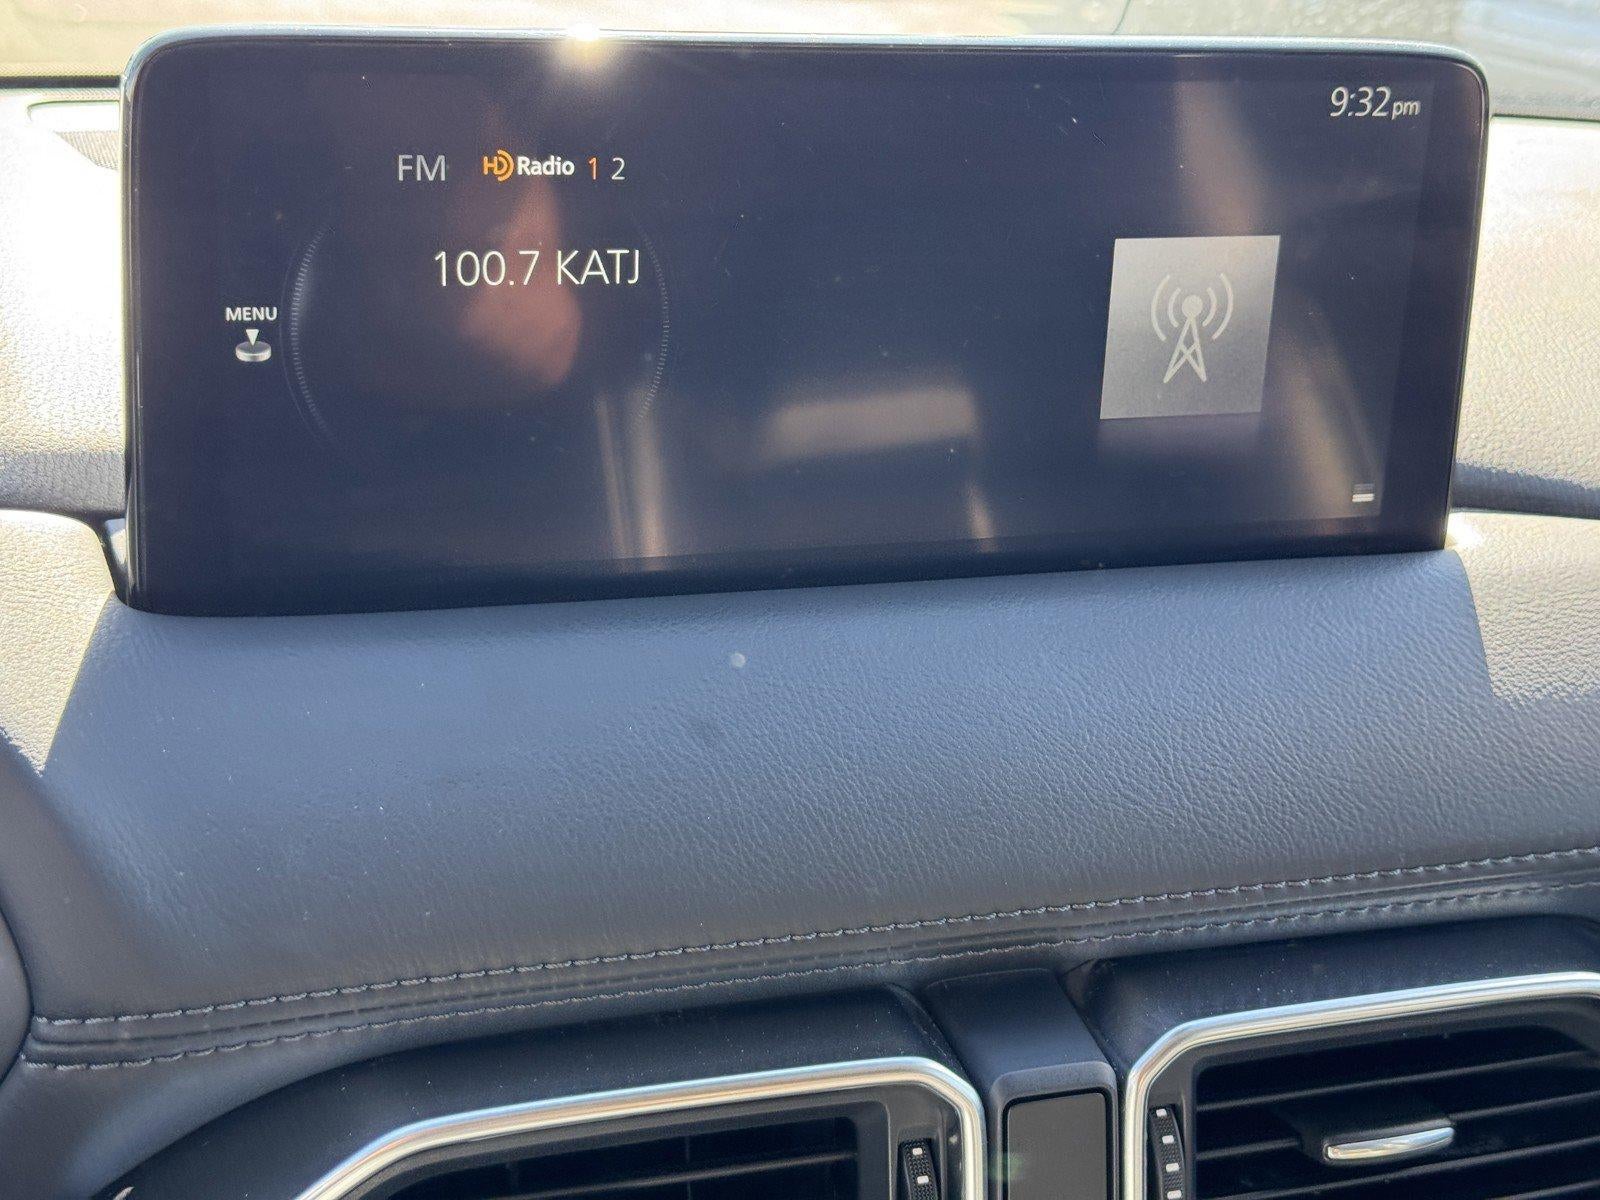 9:32pm
FM HD Radio 1 2
100.7 KATJ
MENU